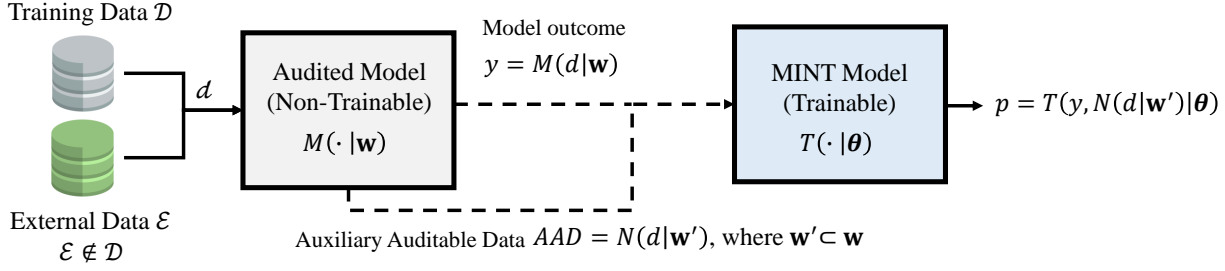 Training Data 𝒟
External Data ℰ
ℰ ∉ 𝒟
d
Audited Model
(Non-Trainable)
M(· |w)
Model outcome
y = M(d|w)
Auxiliary Auditable Data AAD = N(d|w′), where w′⊂ w
MINT Model
(Trainable)
T(· |θ)
p = T(y, N(d|w′)|θ)